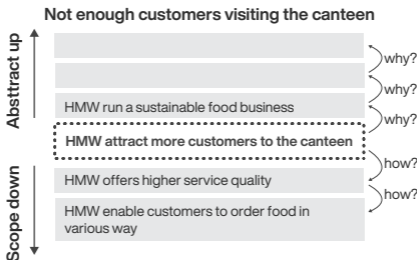 Not enough customers visiting the canteen
Absttract up
why?
why?
HMW run a sustainable food business
why?
HMW attract more customers to the canteen
how?
HMW offers higher service quality
how?
HMW enable customers to order food in
various way
Scope down